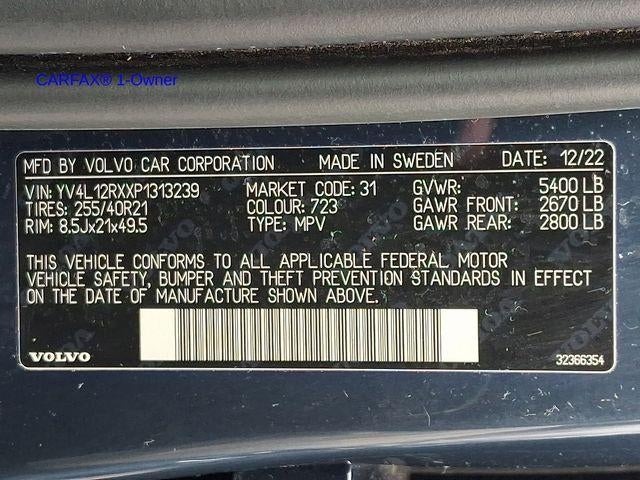 CARFAX® 1-Owner
MFD BY VOLVO CAR CORPORATION MADE IN SWEDEN DATE: 12/22
VIN: YV4L12RXXP1313239 MARKET CODE: 31 GVWR: 5400 LB
TIRES: 255/40R21 COLOUR: 723 GAWR FRONT: 2670 LB
RIM: 8.5Jx21x49.5 TYPE: MPV GAWR REAR: 2800 LB
THIS VEHICLE CONFORMS TO ALL APPLICABLE FEDERAL MOTOR
VEHICLE SAFETY, BUMPER AND THEFT PREVENTION STANDARDS IN EFFECT
ON THE DATE OF MANUFACTURE SHOWN ABOVE.
VOLVO 32366354